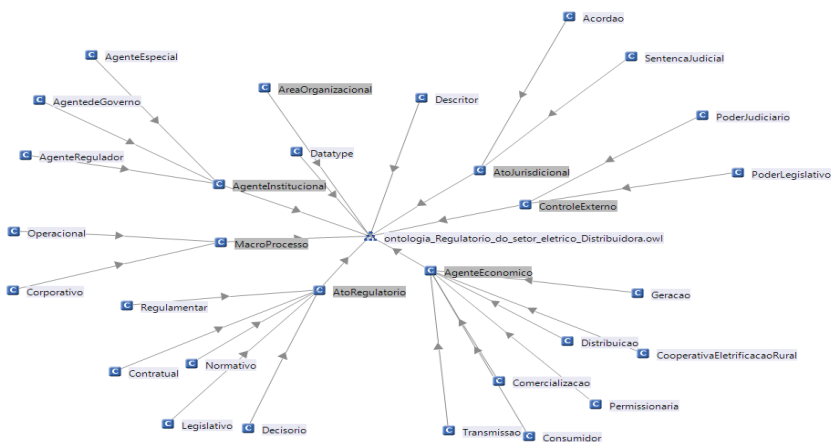 Acordao
AgenteEspecial
SentencaJudicial
AreaOrganizacional
Descritor
AgentedeGoverno
PoderJudiciario
Datatype
AgenteRegulador
AtoJurisdicional
PoderLegislativo
AgenteInstitucional
ControleExterno
Operacional
MacroProcesso
ontologia_Regulatorio_do_setor_eletrico_Distribuidora.owl
AgenteEconomico
Corporativo
AtoRegulatorio
Geracao
Regulamentar
Distribuicao
CooperativaEletrificacaoRural
Normativo
Contratual
Comercializacao
Permissionaria
Legislativo
Decisorio
Transmissao
Consumidor